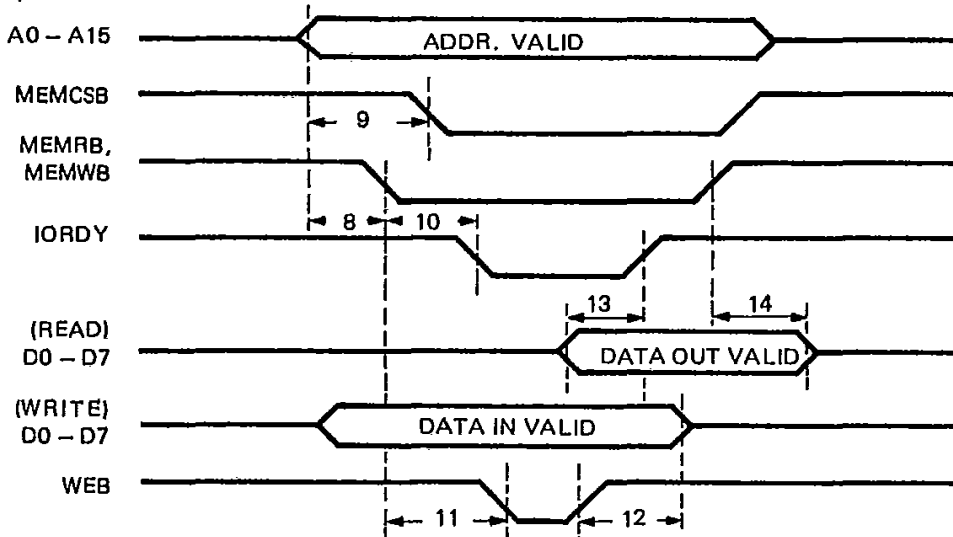 A0 – A15
ADDR. VALID
MEMCSB
9
MEMRB,
MEMWB
8
10
IORDY
13
14
(READ)
D0 – D7
DATA OUT VALID
(WRITE)
D0 – D7
DATA IN VALID
WEB
11
12